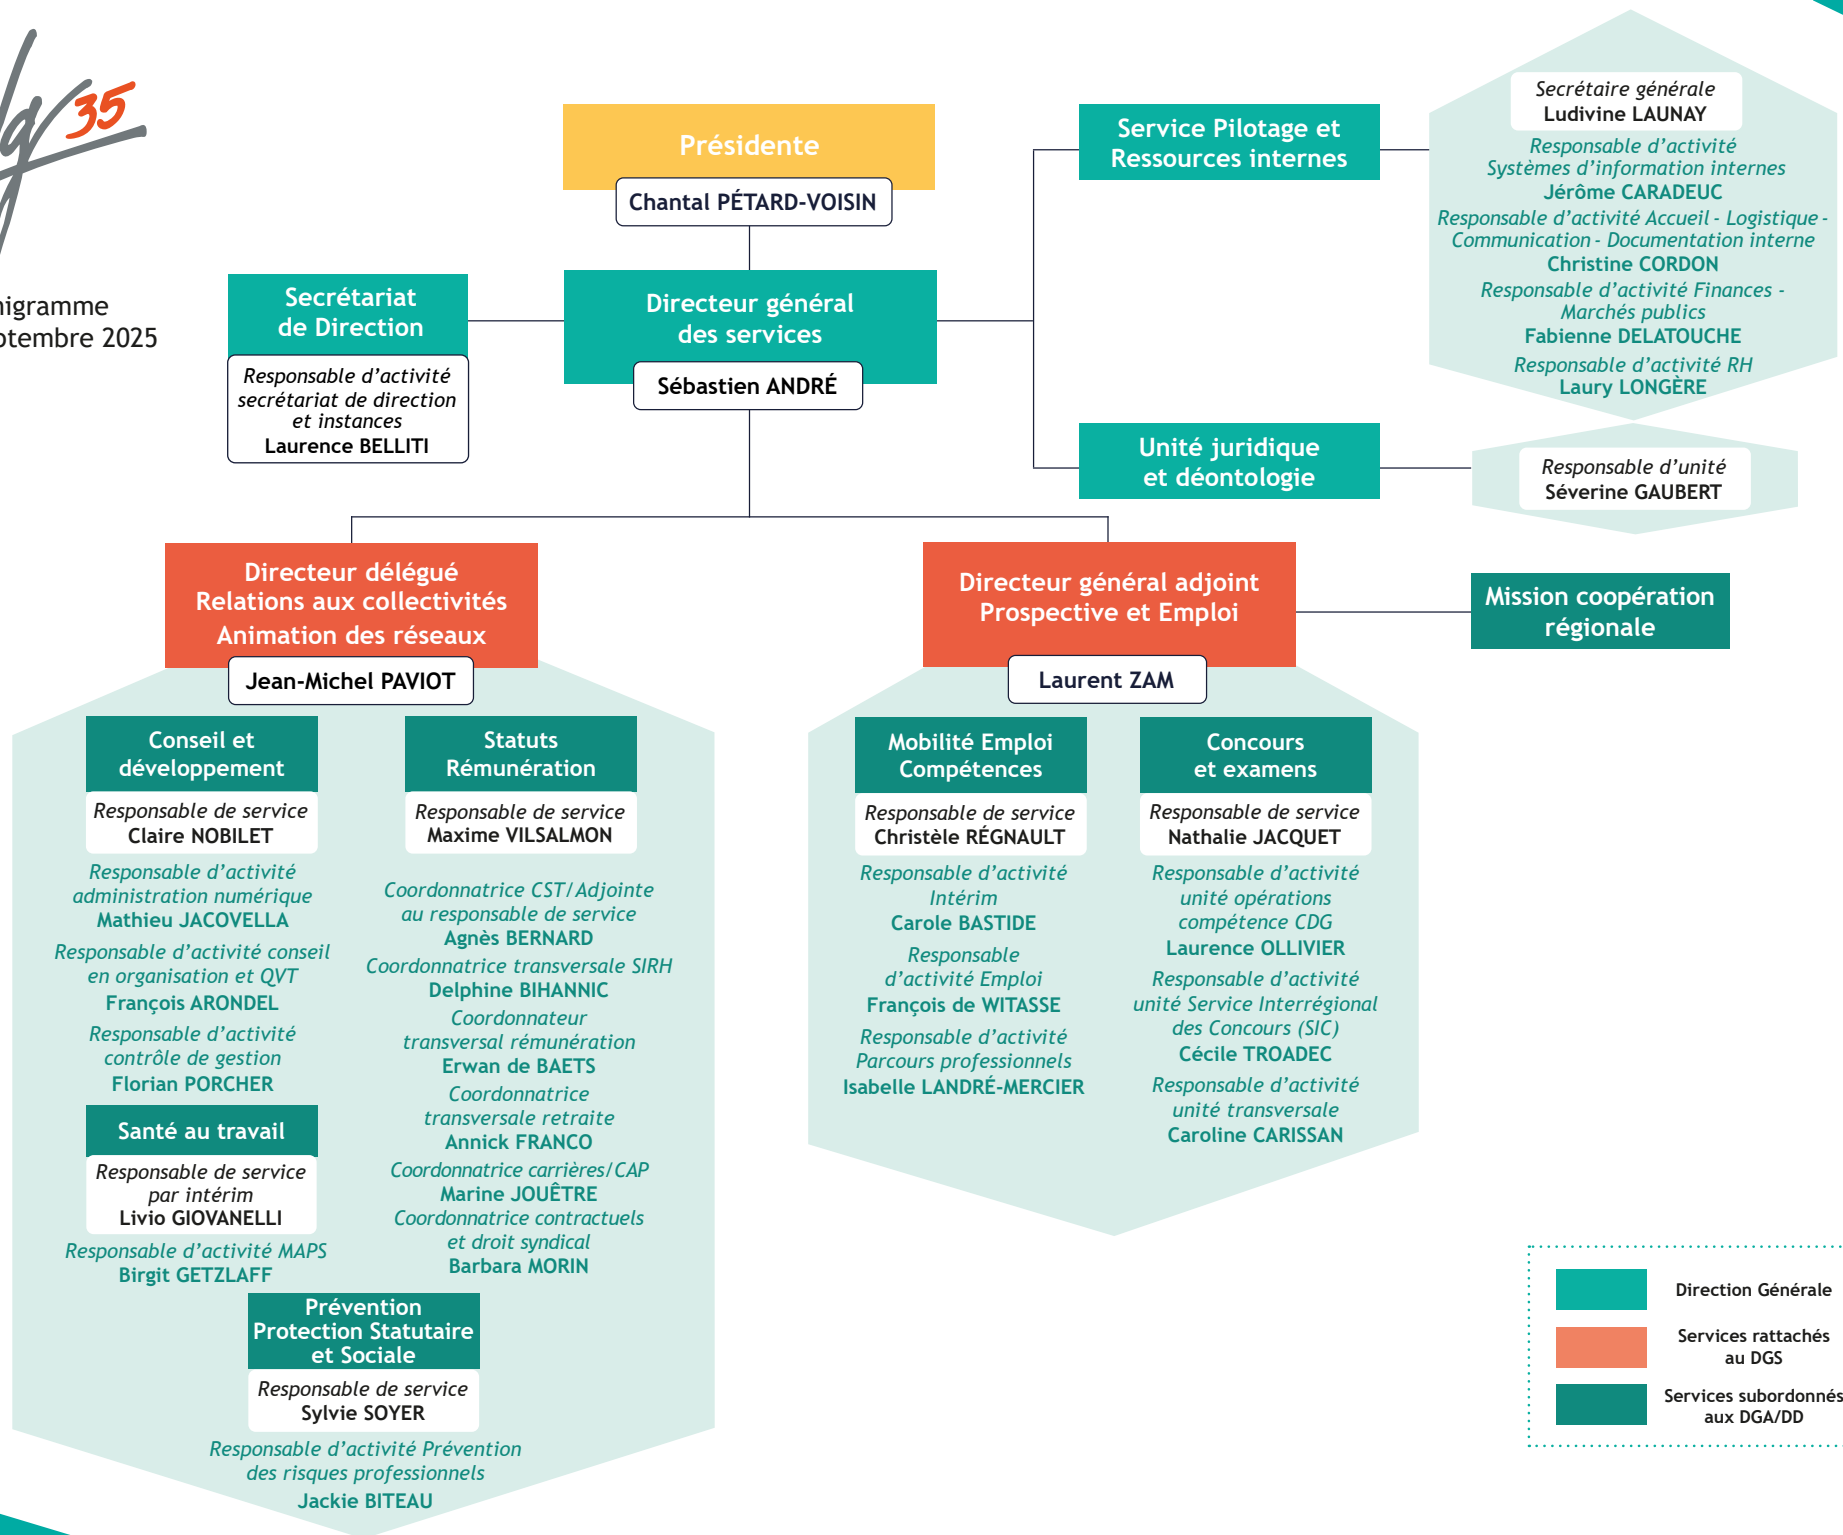 35
Présidente
Chantal PÉTARD-VOISIN
Secrétariat
de Direction
Responsable d'activité
secrétariat de direction
et instances
Laurence BELLITI
Directeur général
des services
Sébastien ANDRÉ
Service Pilotage et
Ressources internes
Secrétaire générale
Ludivine LAUNAY
Responsable d'activité
Systèmes d'information internes
Jérôme CARADEUC
Responsable d'activité Accueil - Logistique -
Communication - Documentation interne
Christine CORDON
Responsable d'activité Finances -
Marchés publics
Fabienne DELATOUCHE
Responsable d'activité RH
Laury LONGÈRE
Unité juridique
et déontologie
Responsable d'unité
Séverine GAUBERT
2025
Directeur délégué
Relations aux collectivités
Animation des réseaux
Jean-Michel PAVIOT
Conseil et
développement
Responsable de service
Claire NOBILET
Responsable d'activité
administration numérique
Mathieu JACOVELLA
Responsable d'activité conseil
en organisation et QVT
François ARONDEL
Responsable d'activité
contrôle de gestion
Florian PORCHER
Santé au travail
Responsable de service
par intérim
Livio GIOVANELLI
Responsable d'activité MAPS
Birgit GETZLAFF
Statuts
Rémunération
Responsable de service
Maxime VILSALMON
Coordonnatrice CST/Adjointe
au responsable de service
Agnès BERNARD
Coordonnatrice transversale SIRH
Delphine BIHANNIC
Coordonnateur
transversal rémunération
Erwan de BAETS
Coordonnatrice
transversale retraite
Annick FRANCO
Coordonnatrice carrières/CAP
Marine JOUÊTRE
Coordonnatrice contractuels
et droit syndical
Barbara MORIN
Prévention
Protection Statutaire
et Sociale
Responsable de service
Sylvie SOYER
Responsable d'activité Prévention
des risques professionnels
Jackie BITEAU
Directeur général adjoint
Prospective et Emploi
Laurent ZAM
Mission coopération
régionale
Mobilité Emploi
Compétences
Responsable de service
Christèle RÉGNAULT
Responsable d'activité
Intérim
Carole BASTIDE
Responsable
d'activité Emploi
François de WITASSE
Responsable d'activité
Parcours professionnels
Isabelle LANDRÉ-MERCIER
Concours
et examens
Responsable de service
Nathalie JACQUET
Responsable d'activité
unité opérations
compétence CDG
Laurence OLLIVIER
Responsable d'activité
unité Service Interrégional
des Concours (SIC)
Cécile TROADEC
Responsable d'activité
unité transversale
Caroline CARISSAN
Direction Générale
Services rattachés
au DGS
Services subordonnés
aux DGA/DD